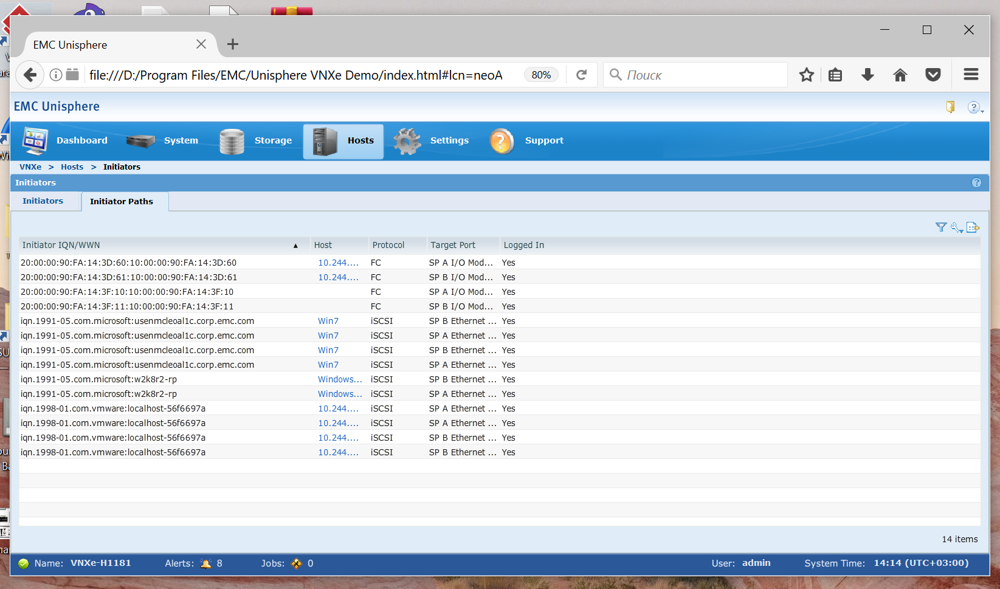 EMC Unisphere
file:///D:/Program Files/EMC/Unisphere VNXe Demo/index.html#lcn=neoA
80%
Поиск
EMC Unisphere
Dashboard System Storage Hosts Settings Support
VNXe > Hosts > Initiators
Initiators
Initiators Initiator Paths
Initiator IQN/WWN Host Protocol Target Port Logged In
20:00:00:90:FA:14:3D:60:10:00:00:90:FA:14:3D:60 10.244.... FC SP A I/O Mod... Yes
20:00:00:90:FA:14:3D:61:10:00:00:90:FA:14:3D:61 10.244.... FC SP B I/O Mod... Yes
20:00:00:90:FA:14:3F:10:10:00:00:90:FA:14:3F:10 FC SP A I/O Mod... Yes
20:00:00:90:FA:14:3F:11:10:00:00:90:FA:14:3F:11 FC SP B I/O Mod... Yes
iqn.1991-05.com.microsoft:usenmcleoal1c.corp.emc.com Win7 iSCSI SP B Ethernet ... Yes
iqn.1991-05.com.microsoft:usenmcleoal1c.corp.emc.com Win7 iSCSI SP A Ethernet ... Yes
iqn.1991-05.com.microsoft:usenmcleoal1c.corp.emc.com Win7 iSCSI SP B Ethernet ... Yes
iqn.1991-05.com.microsoft:usenmcleoal1c.corp.emc.com Win7 iSCSI SP A Ethernet ... Yes
iqn.1991-05.com.microsoft:w2k8r2-rp Windows... iSCSI SP B Ethernet ... Yes
iqn.1991-05.com.microsoft:w2k8r2-rp Windows... iSCSI SP A Ethernet ... Yes
iqn.1998-01.com.vmware:localhost-56f6697a 10.244.... iSCSI SP A Ethernet ... Yes
iqn.1998-01.com.vmware:localhost-56f6697a 10.244.... iSCSI SP A Ethernet ... Yes
iqn.1998-01.com.vmware:localhost-56f6697a 10.244.... iSCSI SP B Ethernet ... Yes
iqn.1998-01.com.vmware:localhost-56f6697a 10.244.... iSCSI SP B Ethernet ... Yes
14 items
Name: VNXe-H1181 Alerts: 8 Jobs: 0 User: admin System Time: 14:14 (UTC+03:00)